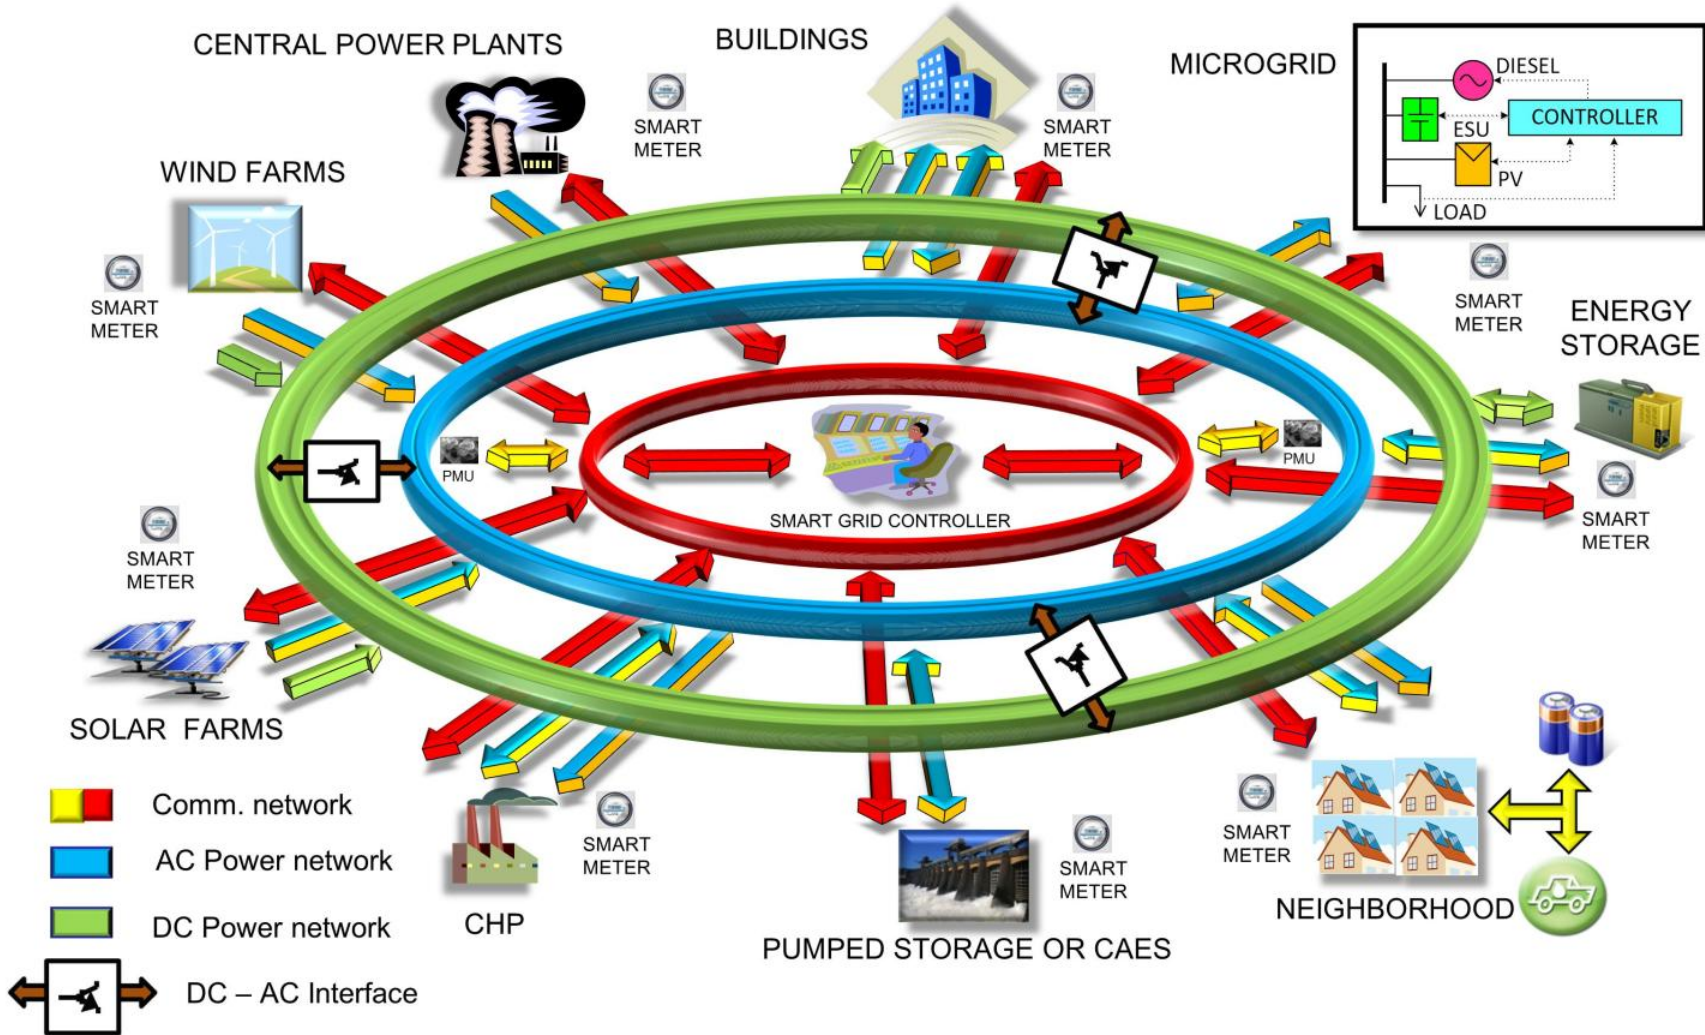 CENTRAL POWER PLANTS
BUILDINGS
MICROGRID
DIESEL
CONTROLLER
ESU
PV
LOAD
SMART
METER
SMART
METER
WIND FARMS
SMART
METER
SMART
METER
ENERGY
STORAGE
PMU
PMU
SMART GRID CONTROLLER
SMART
METER
SMART
METER
SOLAR FARMS
Comm. network
AC Power network
DC Power network
DC – AC Interface
SMART
METER
CHP
SMART
METER
PUMPED STORAGE OR CAES
SMART
METER
NEIGHBORHOOD